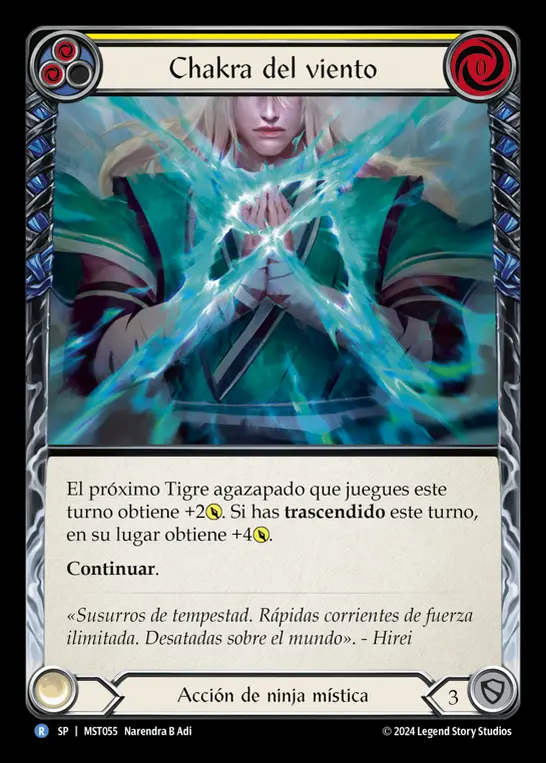 0
Chakra del viento
El próximo Tigre agazapado que juegues este
turno obtiene +2. Si has trascendido este turno,
en su lugar obtiene +4.
Continuar.
«Susurros de tempestad. Rápidas corrientes de fuerza
ilimitada. Desatadas sobre el mundo». - Hirei
Acción de ninja mística
3
R SP | MST055 Narrendra B Adi
© 2024 Legend Story Studios